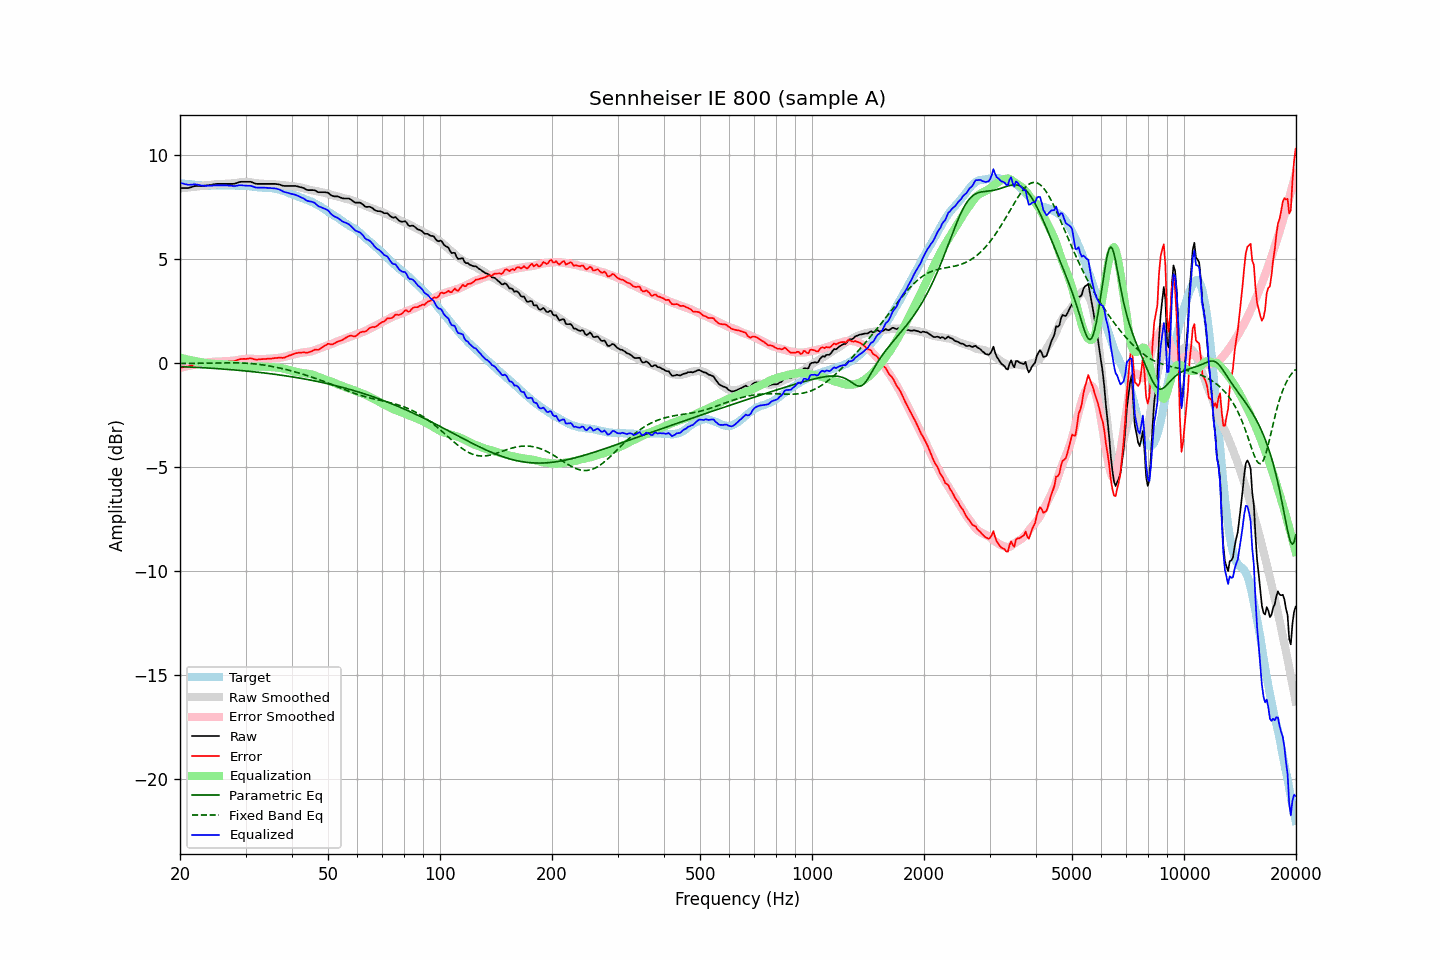 Sennheiser IE 800 (sample A)
10
5
0
−5
−10
−15
−20
Amplitude (dBr)
Target
Raw Smoothed
Error Smoothed
Raw
Error
Equalization
Parametric Eq
Fixed Band Eq
Equalized
20 50 100 200 500 1000 2000 5000 10000 20000
Frequency (Hz)